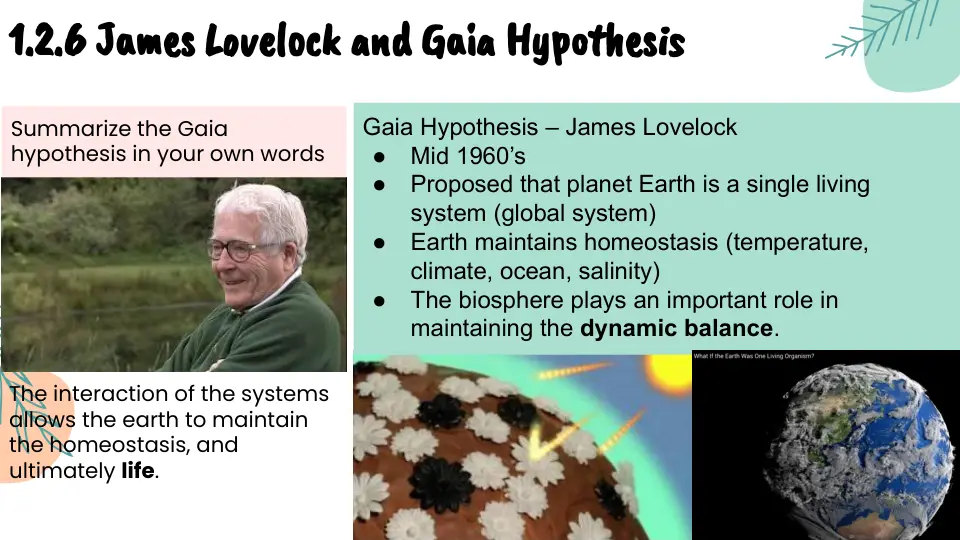 1.2.6 James Lovelock and Gaia Hypothesis
Summarize the Gaia
hypothesis in your own words
The interaction of the systems
allows the earth to maintain
the homeostasis, and
ultimately life.
Gaia Hypothesis – James Lovelock
● Mid 1960’s
● Proposed that planet Earth is a single living
system (global system)
● Earth maintains homeostasis (temperature,
climate, ocean, salinity)
● The biosphere plays an important role in
maintaining the dynamic balance.
What If the Earth Was One Living Organism?